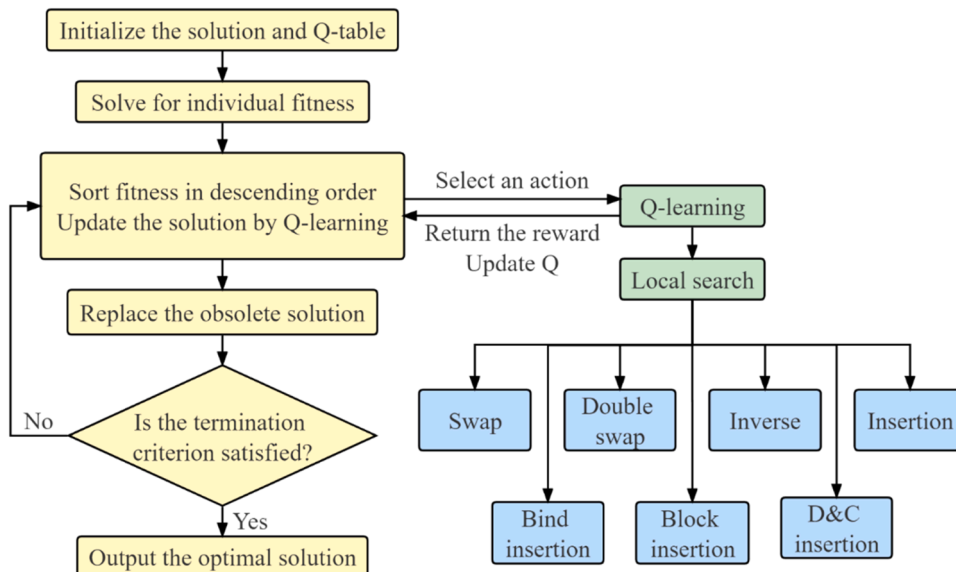 Initialize the solution and Q-table
Solve for individual fitness
Sort fitness in descending order
Update the solution by Q-learning
Select an action
Return the reward
Update Q
Q-learning
Local search
Replace the obsolete solution
Is the termination
criterion satisfied?
No
Yes
Output the optimal solution
Swap
Double
swap
Inverse
Insertion
Bind
insertion
Block
insertion
D&C
insertion